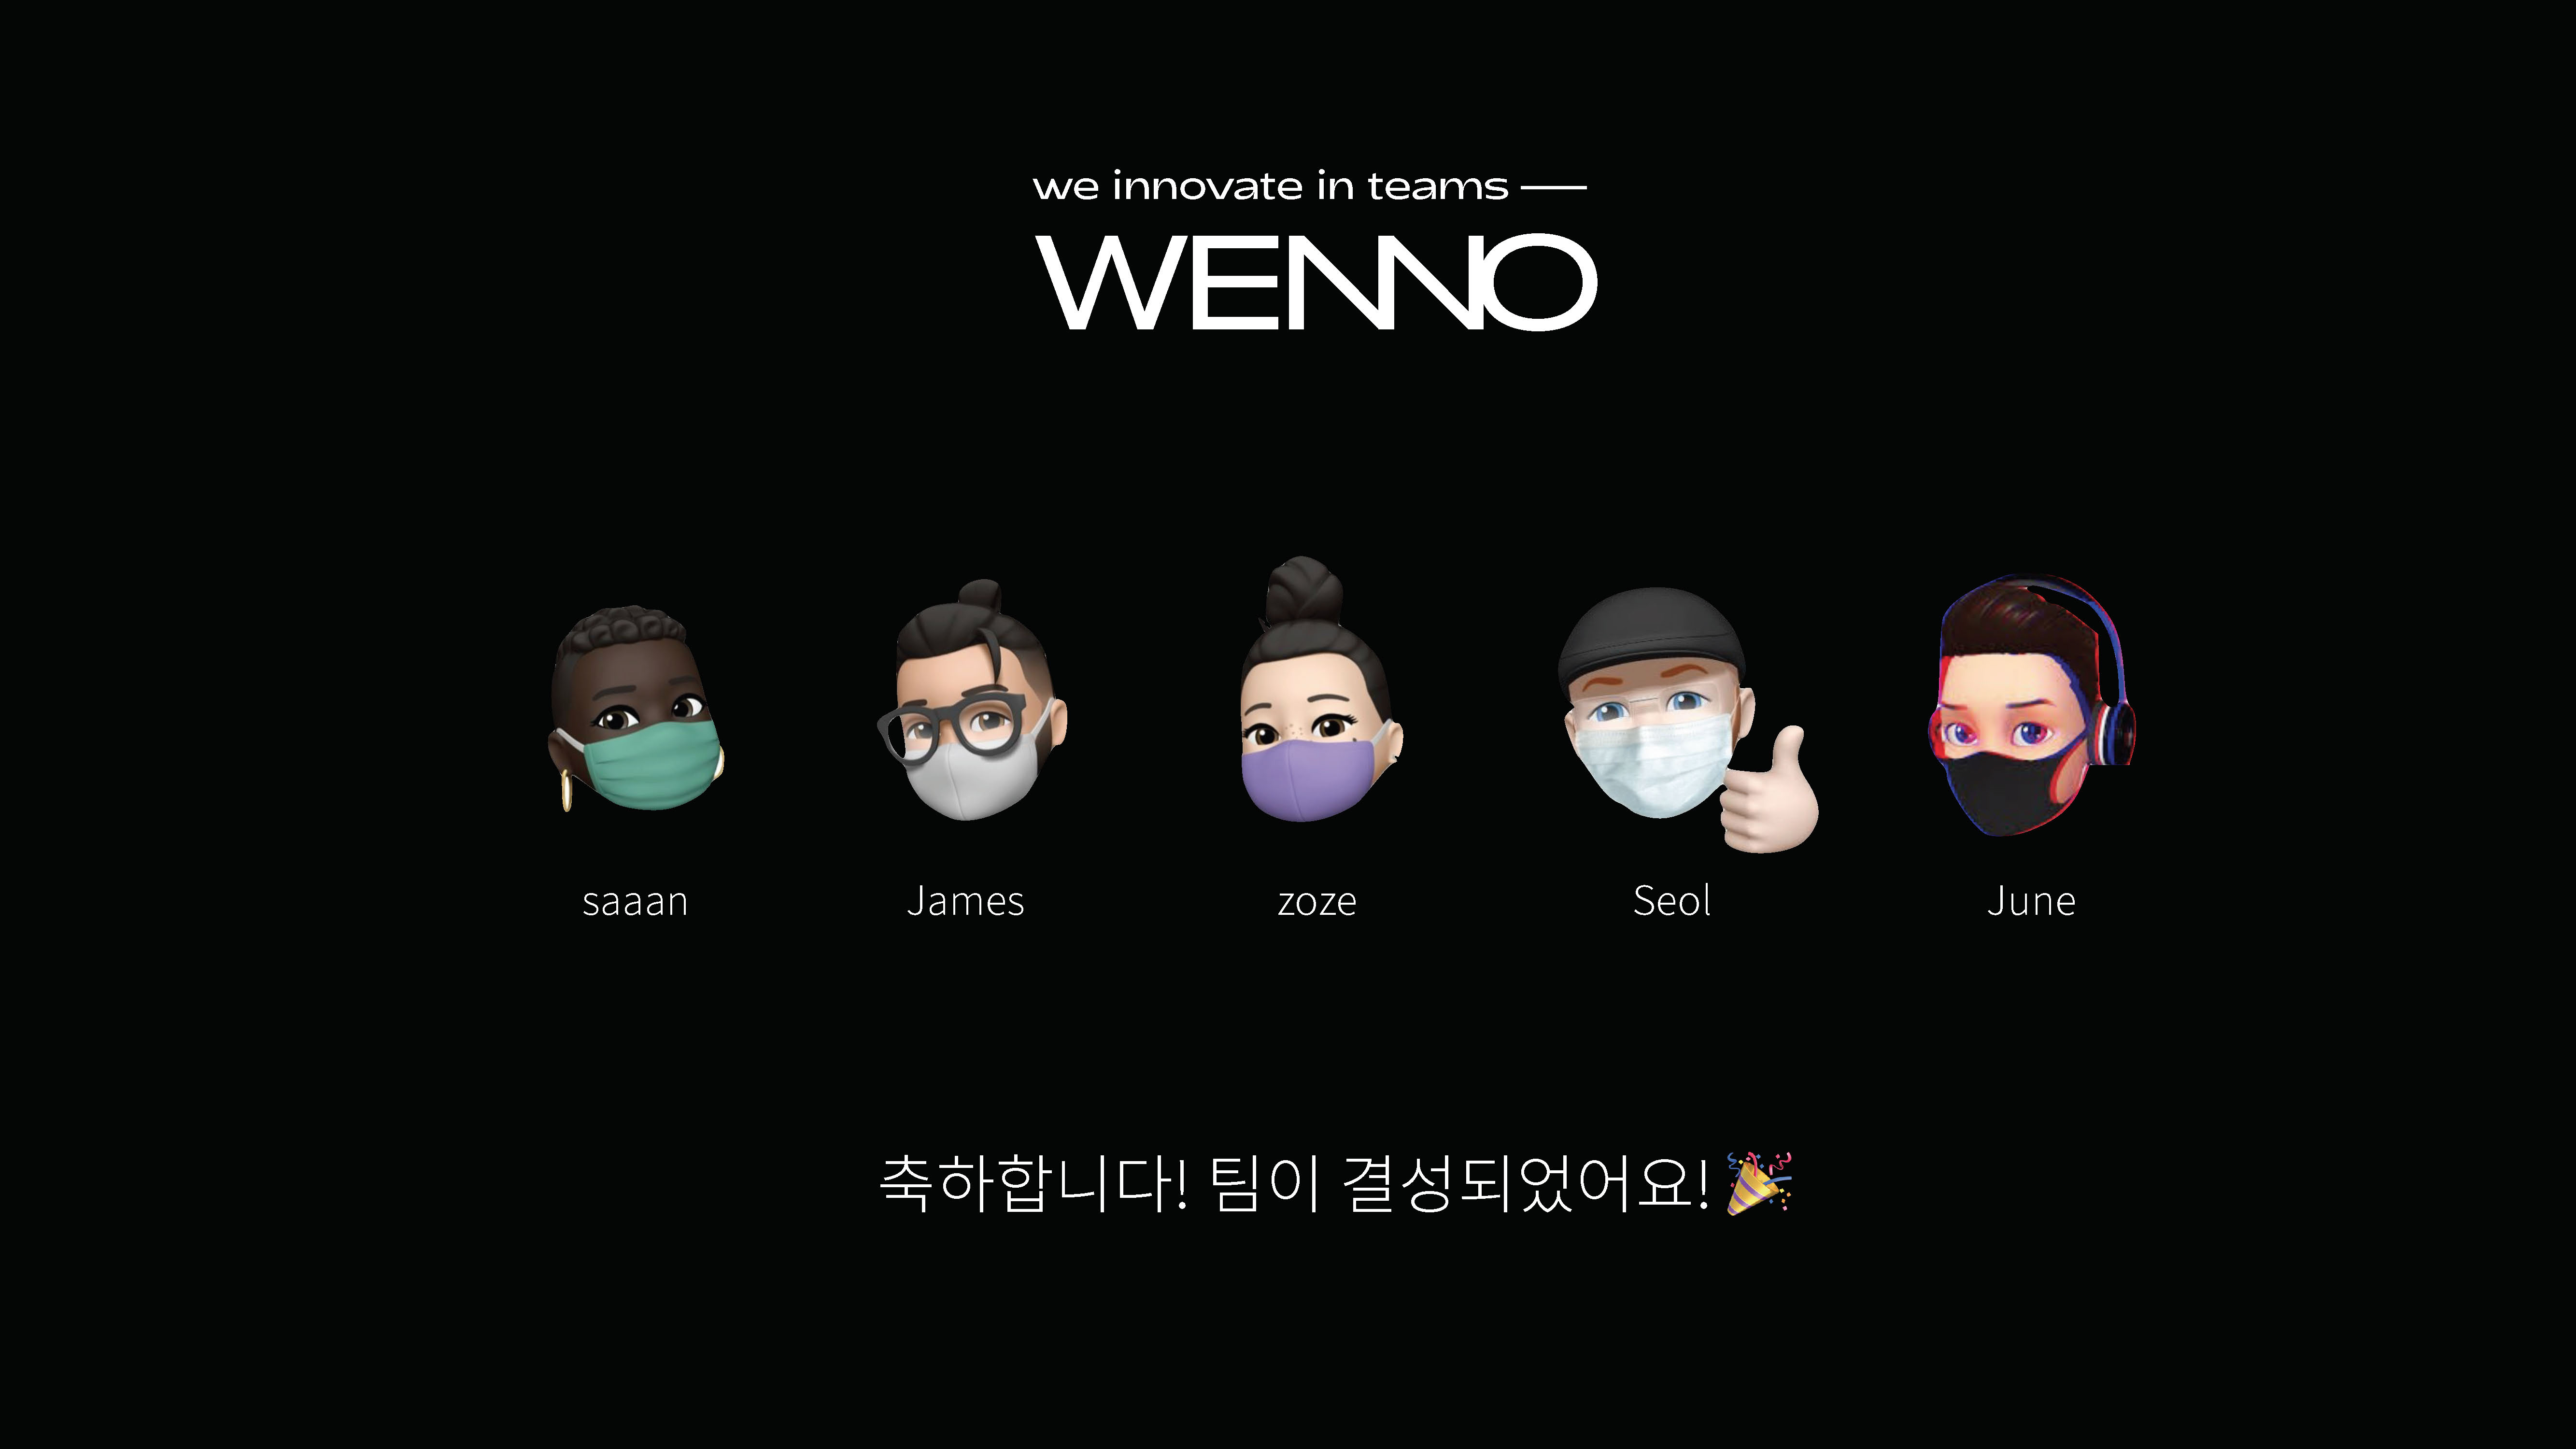 we innovate in teams —
WENNO
saaan
James
zoze
Seol
June
축하합니다! 팀이 결성되었어요! 🎉